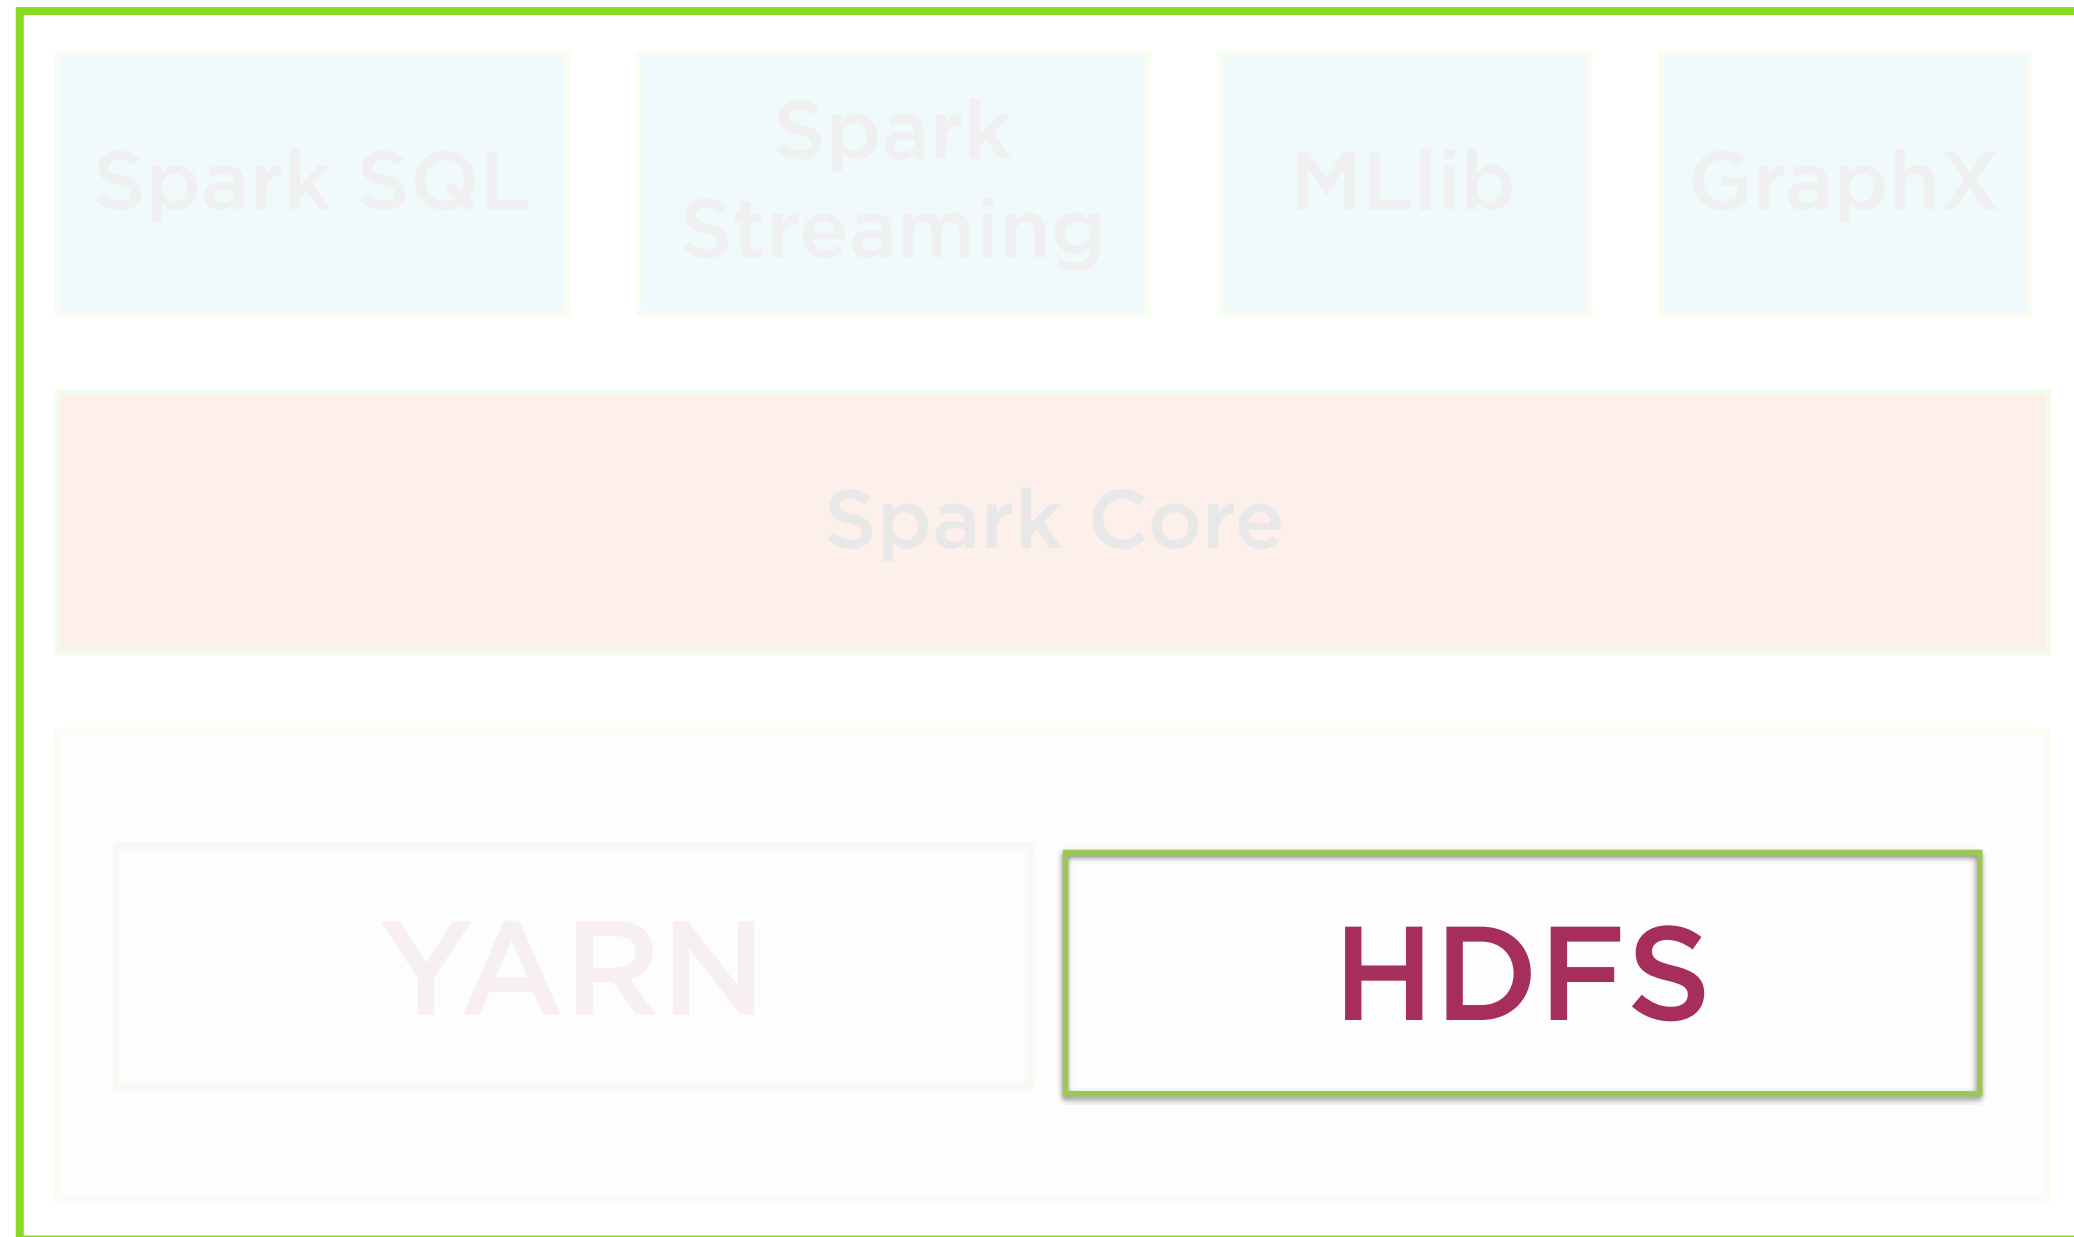 Spark SQL
Spark
Streaming
MLlib
GraphX
Spark Core
YARN
HDFS